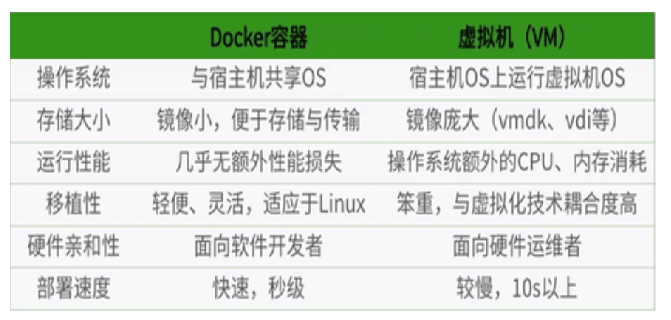 Docker容器 虚拟机（VM）
操作系统 与宿主机共享OS 宿主机OS上运行虚拟机OS
存储大小 镜像小，便于存储与传输 镜像庞大（vmdk、vdi等）
运行性能 几乎无额外性能损失 操作系统额外的CPU、内存消耗
移植性 轻便、灵活，适应于Linux 笨重，与虚拟化技术耦合度高
硬件亲和性 面向软件开发者 面向硬件运维者
部署速度 快速，秒级 较慢，10s以上